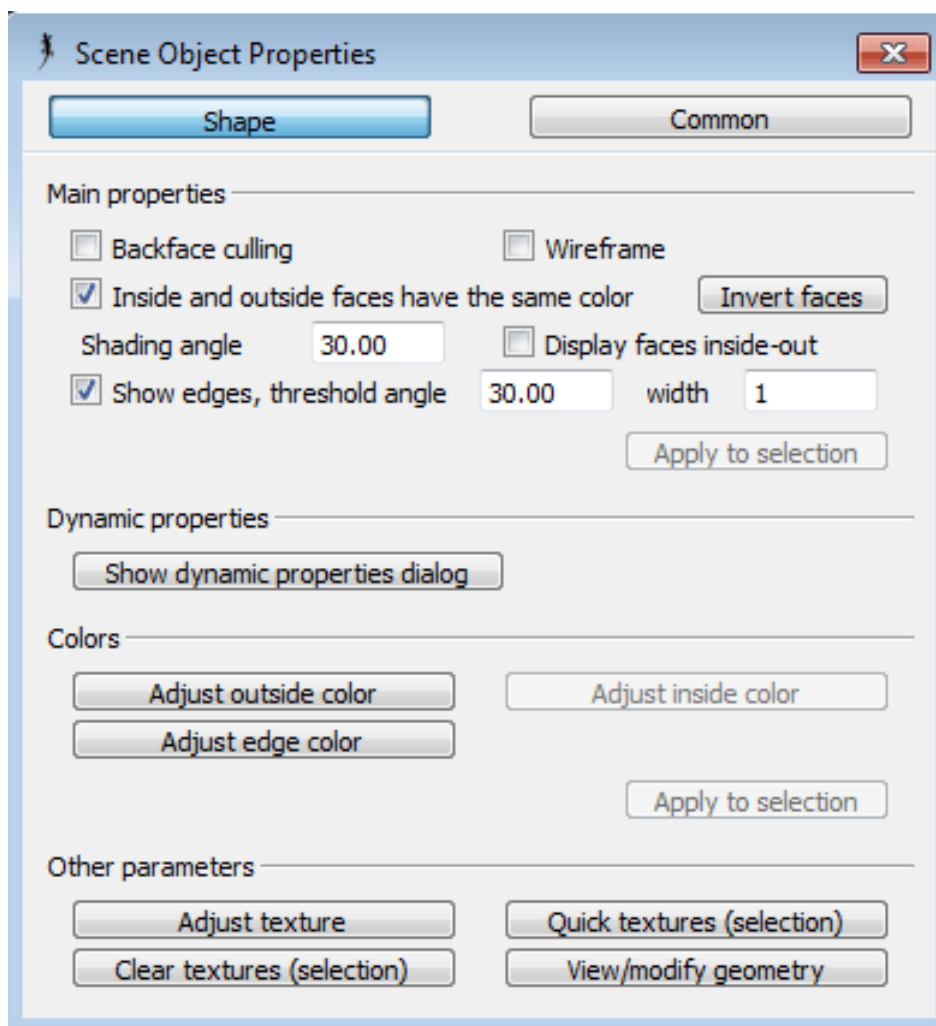 Scene Object Properties
Shape Common
Main properties
Backface culling Wireframe
Inside and outside faces have the same color Invert faces
Shading angle 30.00 Display faces inside-out
Show edges, threshold angle 30.00 width 1
Apply to selection
Dynamic properties
Show dynamic properties dialog
Colors
Adjust outside color Adjust inside color
Adjust edge color
Apply to selection
Other parameters
Adjust texture Quick textures (selection)
Clear textures (selection) View/modify geometry